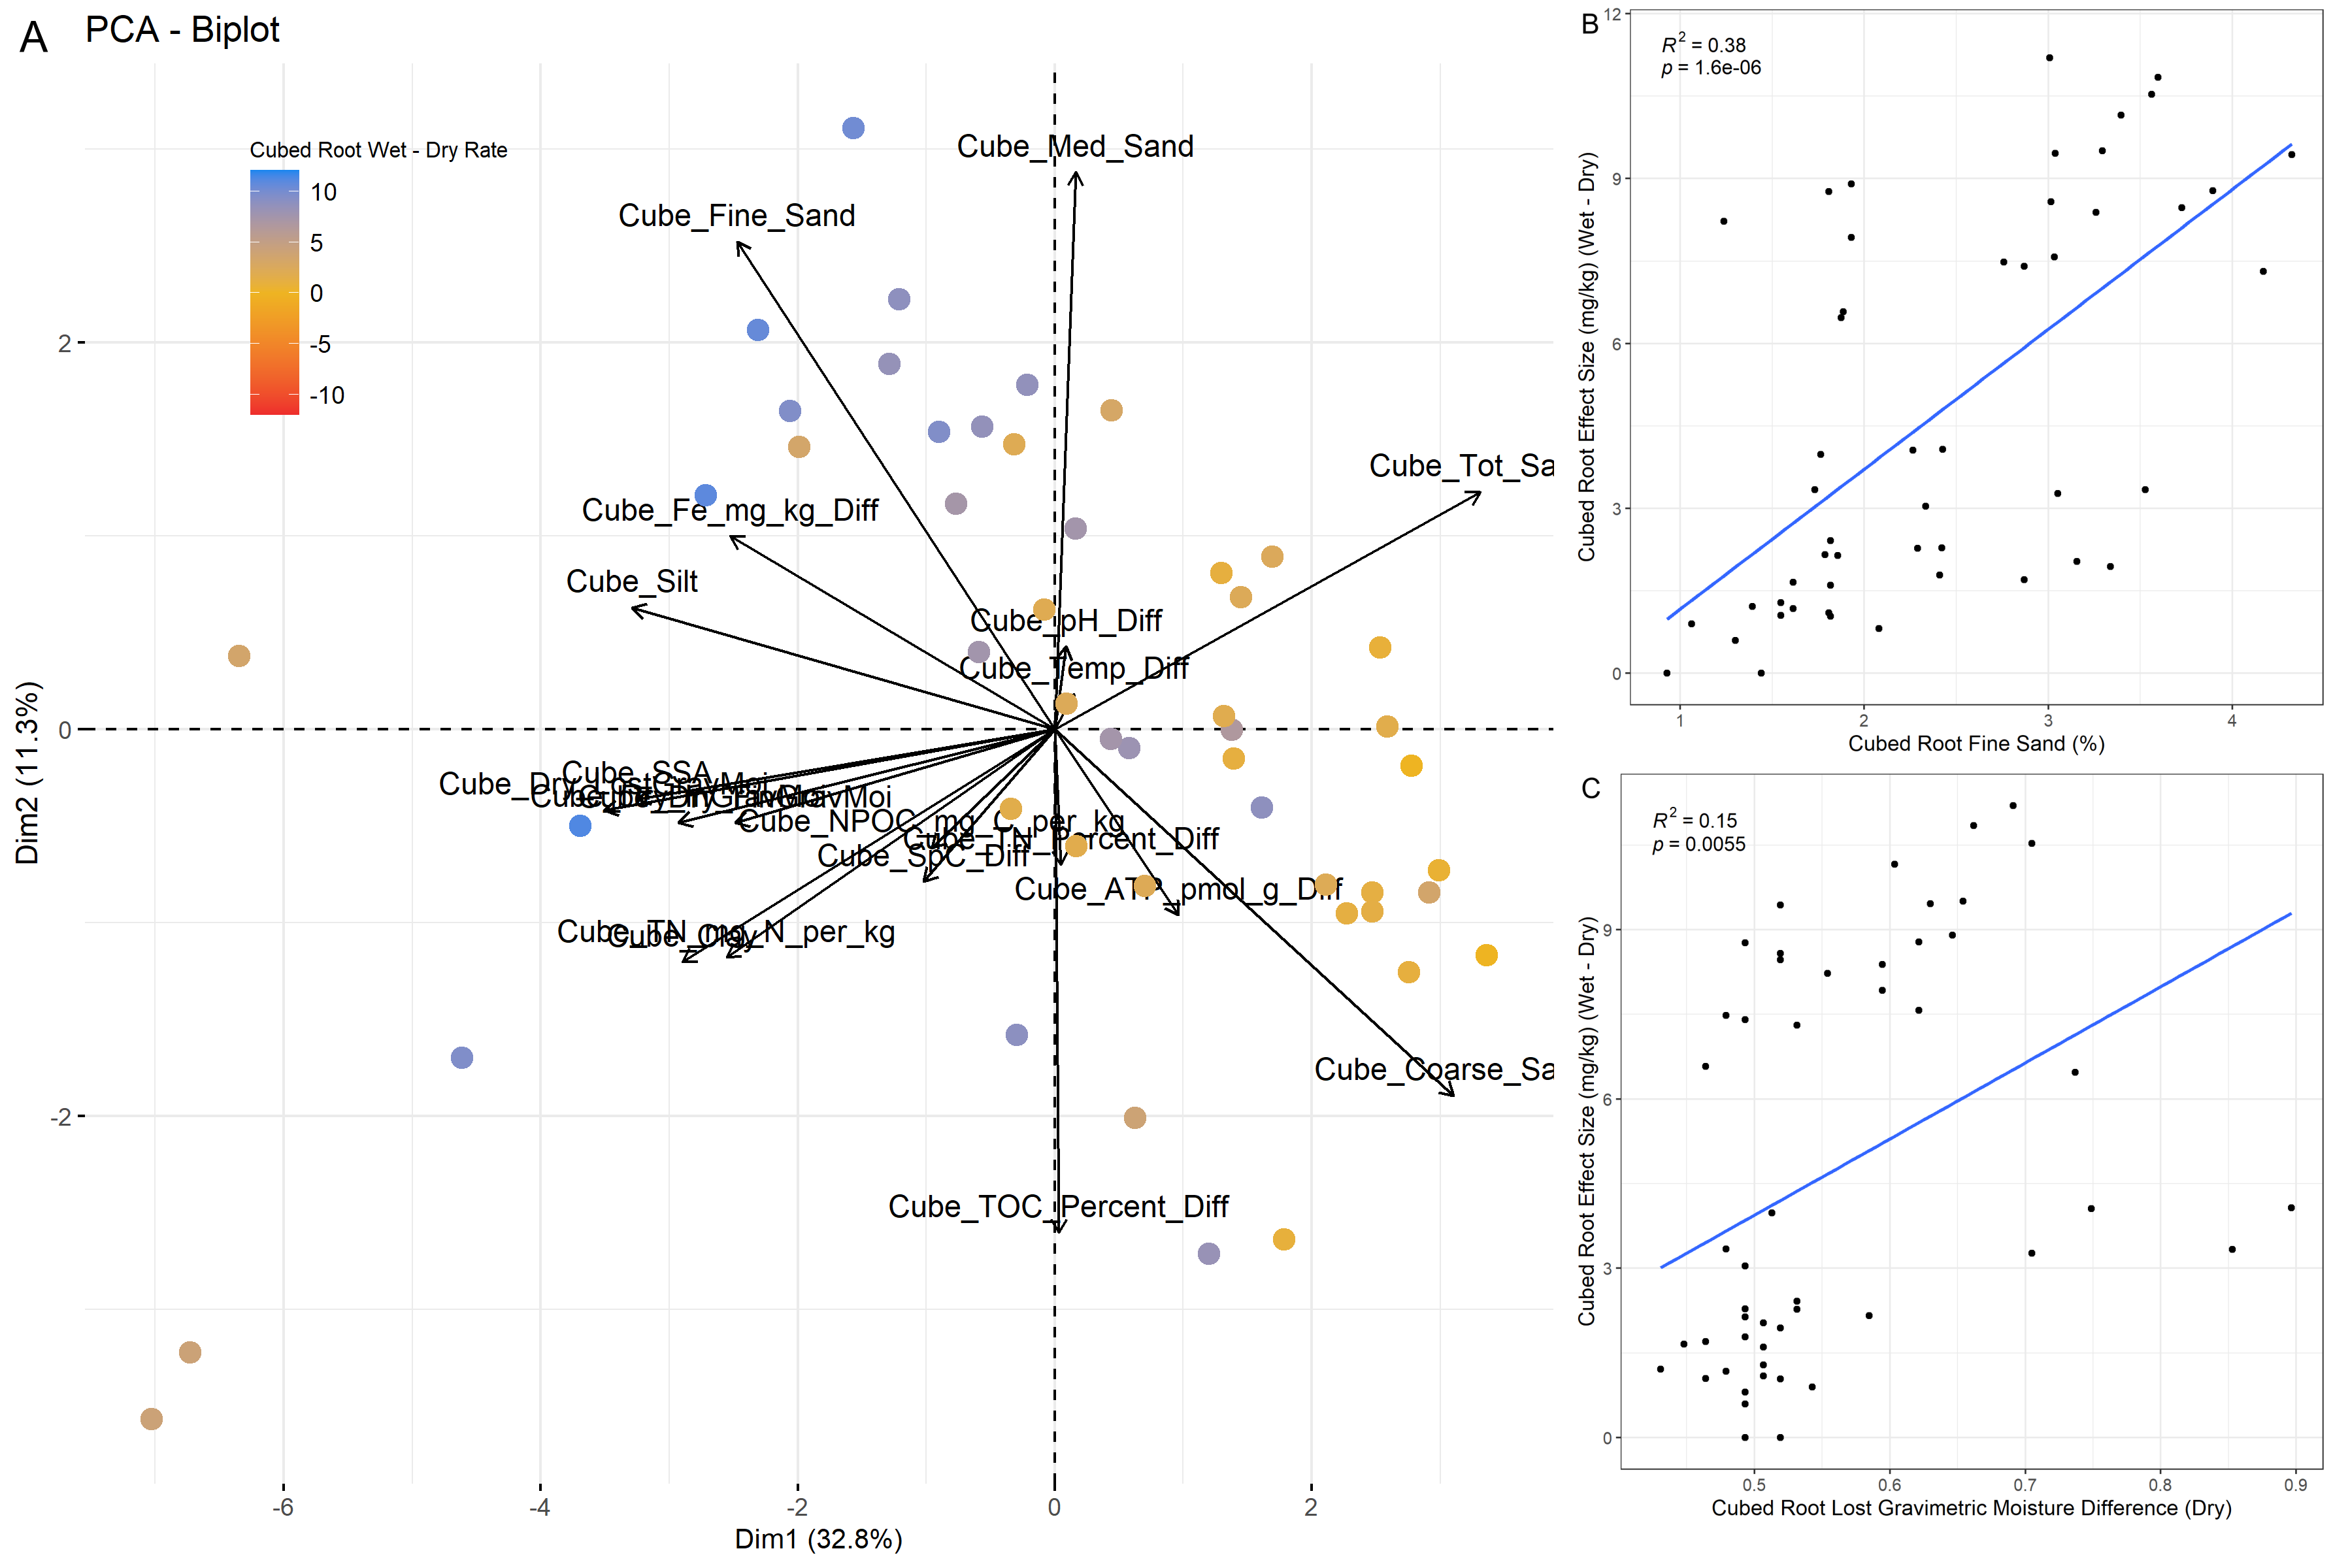 A
PCA - Biplot
Cubed Root Wet - Dry Rate
10
5
0
-5
-10
Cube_Med_Sand
Cube_Fine_Sand
Cube_Tot_Sa
Cube_Fe_mg_kg_Diff
Cube_Silt
Cube_pH_Diff
Cube_Temp_Diff
Cube_SSA
Cube_Dry_LostGravMoi
Cube_NPOC_mg_C_per_kg
Cube_TN_Percent_Diff
Cube_SpC_Diff
Cube_ATP_pmol_g_Diff
Cube_TN_mg_N_per_kg
Cube_Clay
Cube_Coarse_Sa
Cube_TOC_Percent_Diff
2
0
-2
Dim2 (11.3%)
-6
-4
-2
0
2
Dim1 (32.8%)
B
R2 = 0.38
p = 1.6e-06
12
9
6
3
0
Cubed Root Effect Size (mg/kg) (Wet - Dry)
1
2
3
4
Cubed Root Fine Sand (%)
C
R2 = 0.15
p = 0.0055
9
6
3
0
Cubed Root Effect Size (mg/kg) (Wet - Dry)
0.5
0.6
0.7
0.8
0.9
Cubed Root Lost Gravimetric Moisture Difference (Dry)